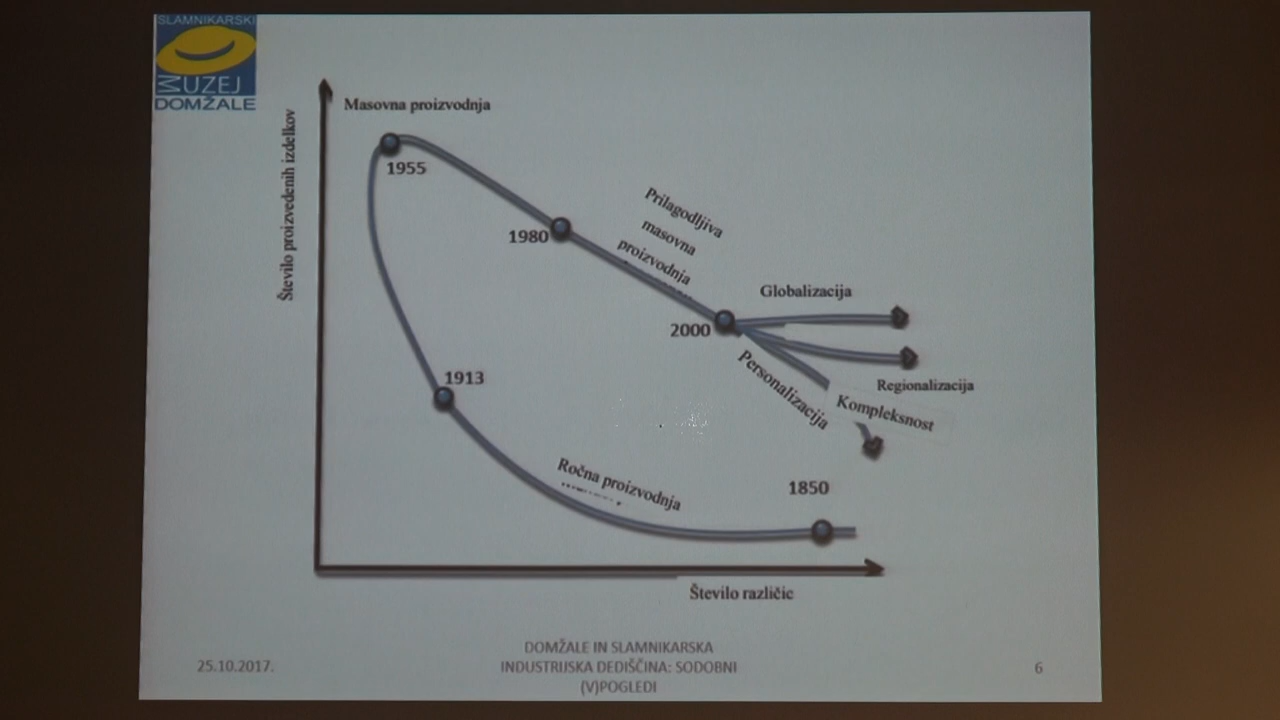 SLAMNIKARSKI
MUZEJ
DOMŽALE
Masovna proizvodnja
Število proizvedenih izdelkov
1955
1980
Prilagodljiva
masovna
proizvodnja
Globalizacija
2000
Personalizacija
Regionalizacija
Kompleksnost
1913
Ročna proizvodnja
1850
Število različic
25.10.2017.
DOMŽALE IN SLAMNIKARSKA
INDUSTRIJSKA DEDIŠČINA: SODOBNI
(V)POGLEDI
6